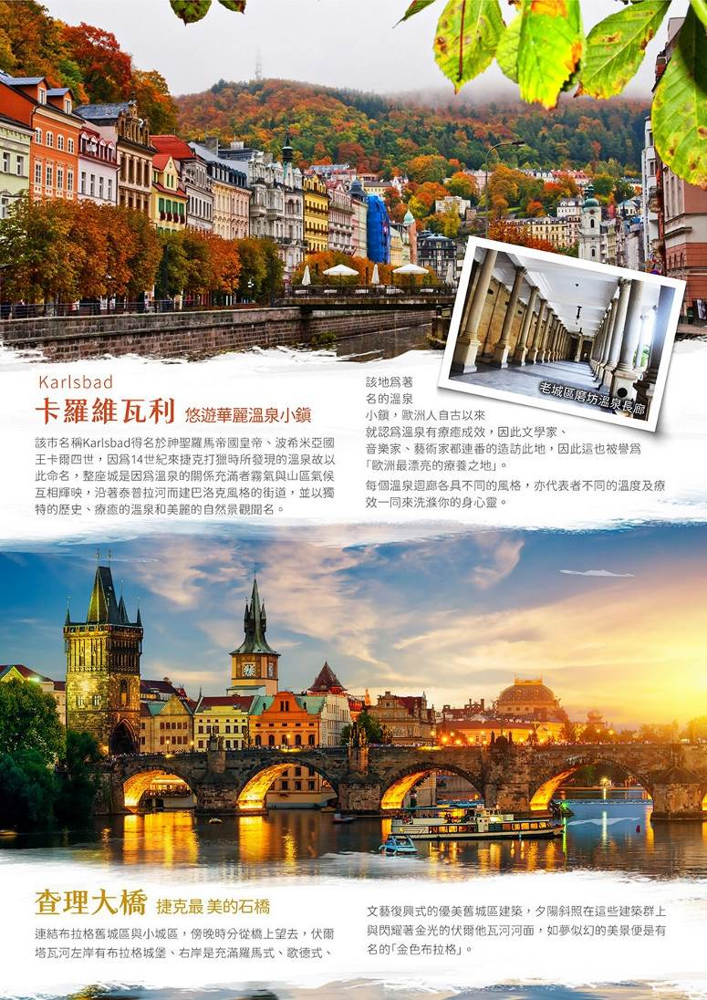 Karlsbad
卡羅維瓦利 悠遊華麗溫泉小鎮
該市名稱Karlsbad得名於神聖羅馬帝國皇帝、波希米亞國
王卡爾四世，因為14世紀來捷克打獵時所發現的溫泉故以
此命名，整座城是因為溫泉的關係充滿者霧氣與山區氣候
互相輝映，沿著泰普拉河而建巴洛克風格的街道，並以獨
特的歷史、療癒的溫泉和美麗的自然景觀聞名。
該地為著
名的溫泉
小鎮，歐洲人自古以來
就認為溫泉有療癒成效，因此文學家、
音樂家、藝術家都連番的造訪此地，因此這也被譽為
「歐洲最漂亮的療養之地」。
每個溫泉迴廊各具不同的風格，亦代表者不同的溫度及療
效一同來洗滌你的身心靈。
老城區磨坊溫泉長廊
查理大橋 捷克最 美的石橋
連結布拉格舊城區與小城區，傍晚時分從橋上望去，伏爾
塔瓦河左岸有布拉格城堡、右岸是充滿羅馬式、歌德式、
文藝復興式的優美舊城區建築，夕陽斜照在這些建築群上
與閃耀著金光的伏爾他瓦河河面，如夢似幻的美景便是有
名的「金色布拉格」。